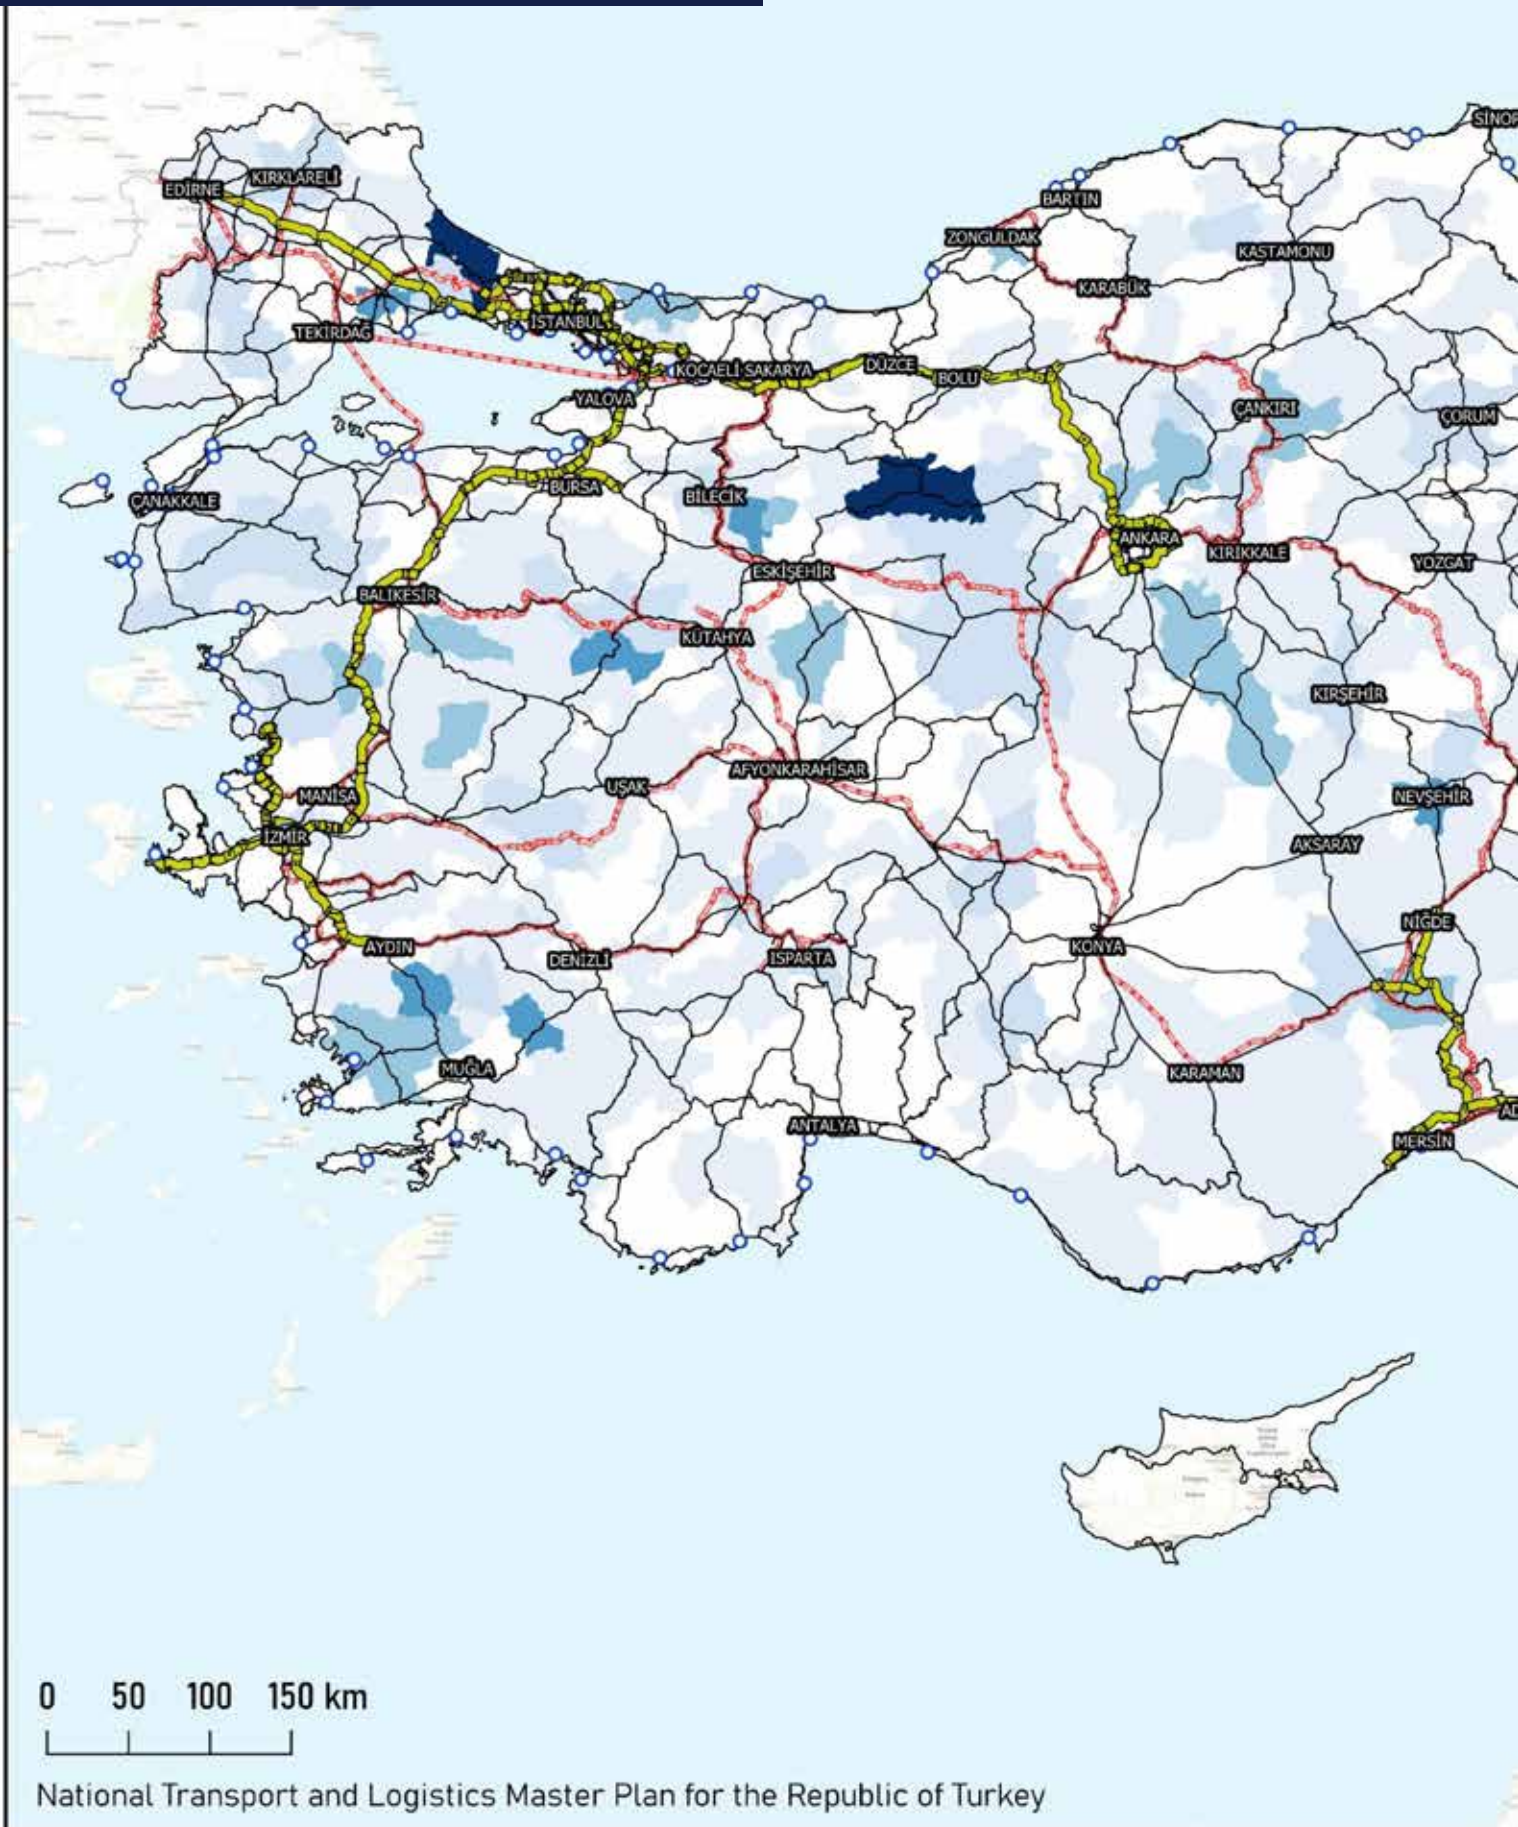 SİNOP
KIRKLARELİ
EDİRNE
BARTIN
ZONGULDAK
KASTAMONU
KARABÜK
İSTANBUL
TEKİRDAĞ
DÜZCE
KOCAELİ SAKARYA
BOLU
YALOVA
ÇANKIRI
ÇORUM
BURSA
BİLECİK
ÇANAKKALE
ANKARA
KIRIKKALE
YOZGAT
ESKİŞEHİR
BALIKESİR
KÜTAHYA
KIRŞEHİR
AFYONKARAHİSAR
UŞAK
MANİSA
NEVŞEHİR
İZMİR
AKSARAY
NİĞDE
AYDIN
KONYA
DENİZLİ
ISPARTA
MUĞLA
KARAMAN
AD
ANTALYA
MERSİN
0 50 100 150 km
National Transport and Logistics Master Plan for the Republic of Turkey